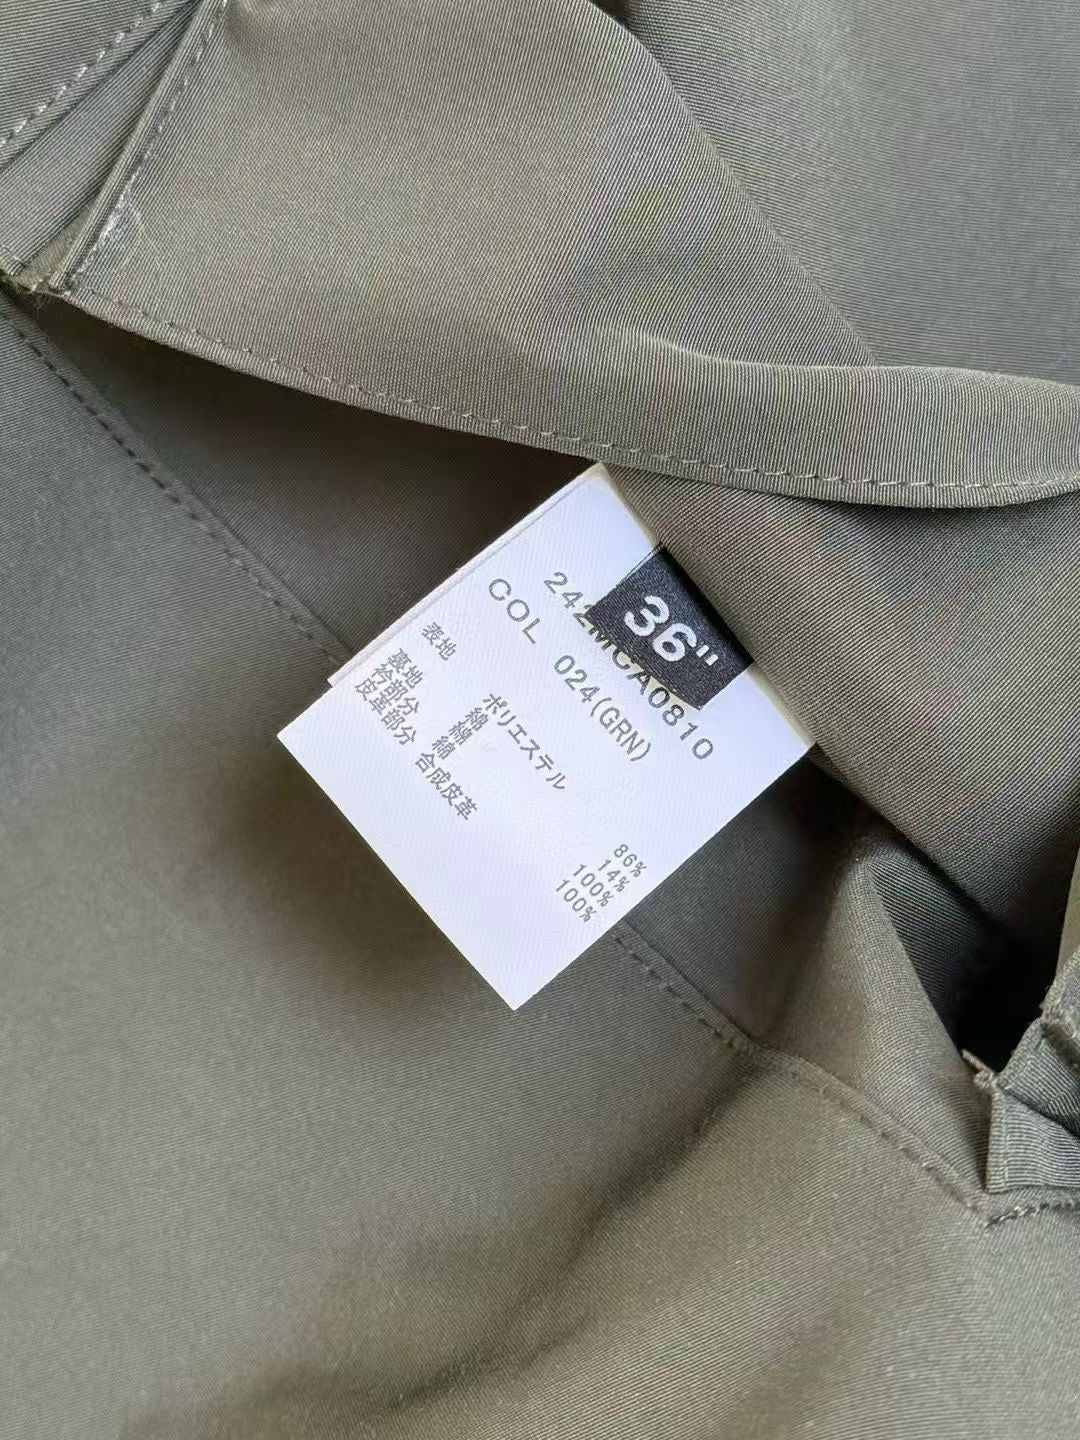 36"
242MCA0810
COL 024(GRN)
表地 ポリエステル 86%
綿 14%
裏地 綿 100%
衿部分 綿 100%
皮革部分 合成皮革